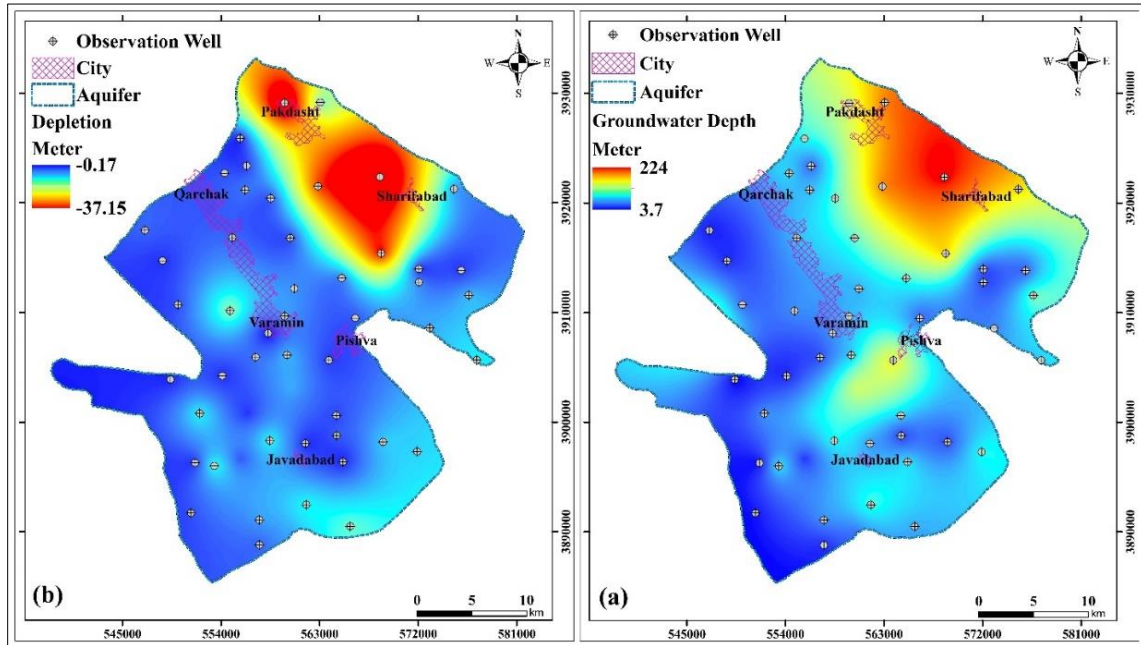 Observation Well
City
Aquifer
Depletion
Meter
-0.17
-37.15
N
W E
S
Pakdasht
Qarchak
Sharifabad
Varamin
Pishva
Javadabad
(b)
0 5 10
km
545000 554000 563000 572000 581000
3930000
3920000
3910000
3900000
3890000
Observation Well
City
Aquifer
Groundwater Depth
Meter
224
3.7
N
W E
S
Pakdasht
Qarchak
Sharifabad
Varamin
Pishva
Javadabad
(a)
0 5 10
km
545000 554000 563000 572000 581000
3930000
3920000
3910000
3900000
3890000